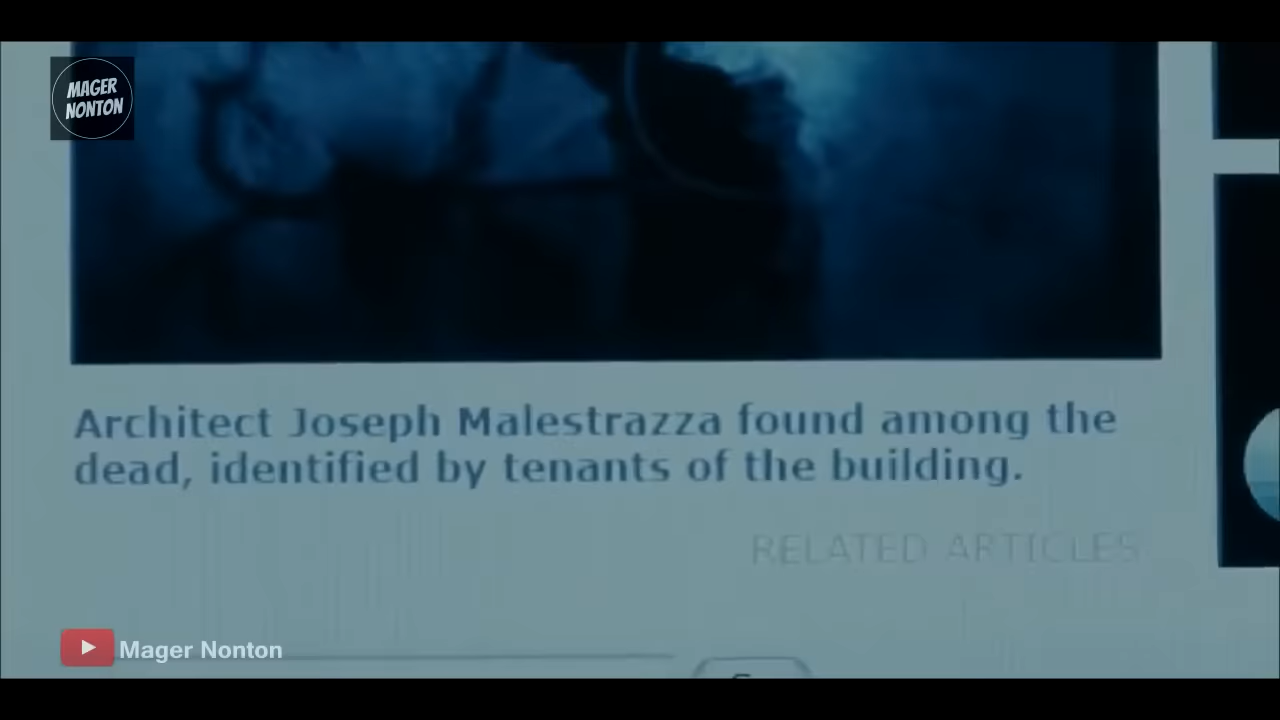 MAGER
NONTON
Architect Joseph Malestrazza found among the
dead, identified by tenants of the building.
RELATED ARTICLES
Mager Nonton